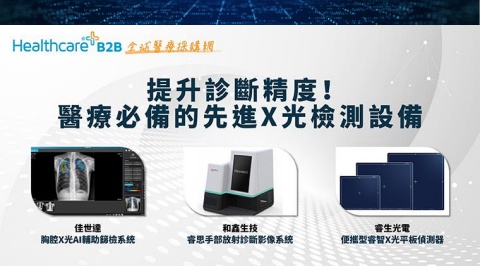 Healthcare B2B 全球醫療採購網
提升診斷精度！
醫療必備的先進X光檢測設備
佳世達
胸腔X光AI輔助篩檢系統
和鑫生技
睿思手部放射診斷影像系統
睿生光電
便攜型睿智X光平板偵測器